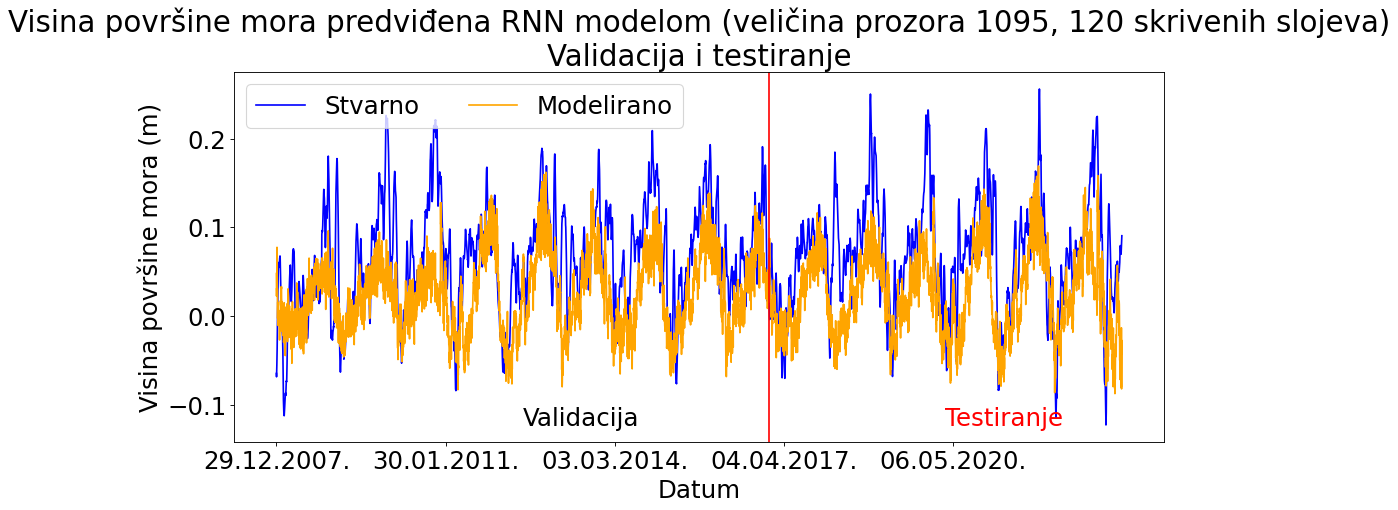 Visina površine mora predviđena RNN modelom (veličina prozora 1095, 120 skrivenih slojeva)
Validacija i testiranje
Stvarno Modelirano
Visina površine mora (m)
0.2
0.1
0.0
−0.1
Validacija
Testiranje
29.12.2007. 30.01.2011. 03.03.2014. 04.04.2017. 06.05.2020.
Datum